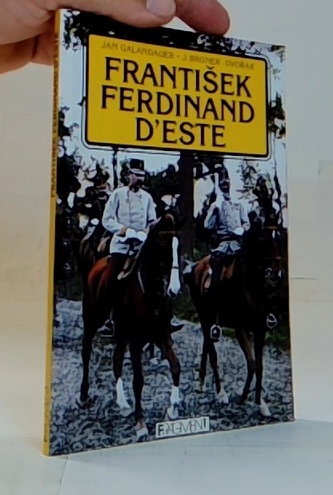 JAN GALANDAUER · J. BRUNER-DVOŘÁK
FRANTIŠEK
FERDINAND
D'ESTE
FRAGMENT